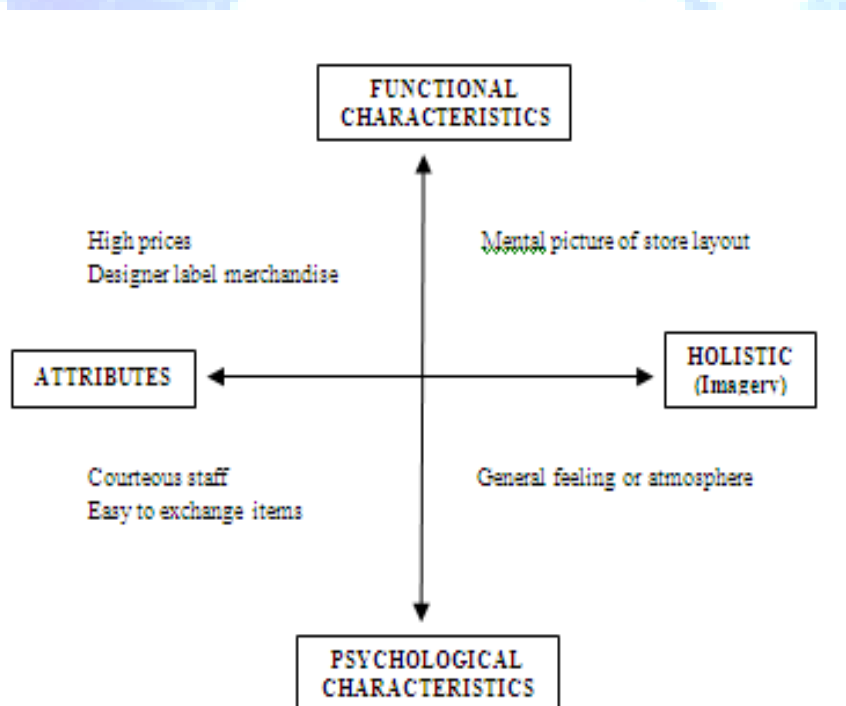 FUNCTIONAL
CHARACTERISTICS
High prices
Designer label merchandise
Mental picture of store layout
ATTRIBUTES
HOLISTIC
(Imagery)
Courteous staff
Easy to exchange items
General feeling or atmosphere
PSYCHOLOGICAL
CHARACTERISTICS